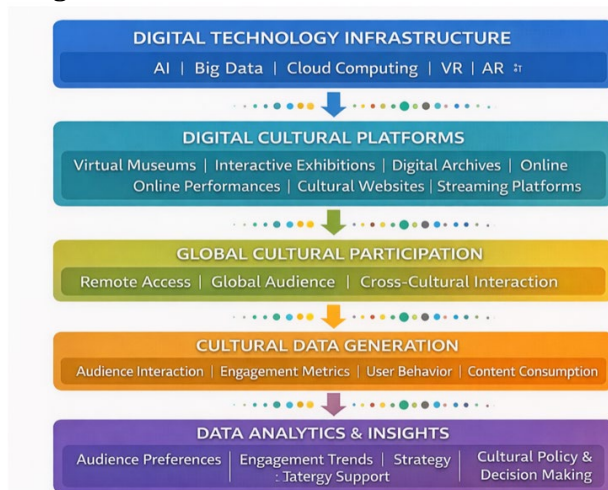 DIGITAL TECHNOLOGY INFRASTRUCTURE
AI | Big Data | Cloud Computing | VR | AR
DIGITAL CULTURAL PLATFORMS
Virtual Museums | Interactive Exhibitions | Digital Archives | Online
Online Performances | Cultural Websites | Streaming Platforms
GLOBAL CULTURAL PARTICIPATION
Remote Access | Global Audience | Cross-Cultural Interaction
CULTURAL DATA GENERATION
Audience Interaction | Engagement Metrics | User Behavior | Content Consumption
DATA ANALYTICS & INSIGHTS
Audience Preferences | Engagement Trends | Strategy
: Tatergy Support
Cultural Policy &
Decision Making